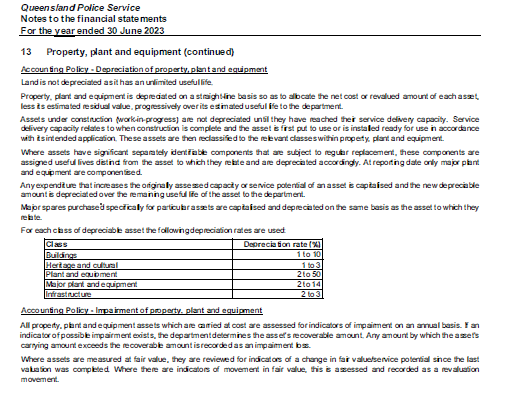 Queensland Police Service
Notes to the financial statements
For the year ended 30 June 2023
13 Property, plant and equipment (continued)
Accounting Policy - Depreciation of property, plant and equipment
Land is not depreciated as it has an unlimited useful life.
Property, plant and equipment is depreciated on a straight-line basis so as to allocate the net cost or revalued amount of each asset,
less its estimated residual value, progressively over its estimated useful life to the department.
Assets under construction (work-in-progress) are not depreciated until they have reached their service delivery capacity. Service
delivery capacity relates to when construction is complete and the asset is first put to use or is installed ready for use in accordance
with its intended application. These assets are then reclassified to the relevant classes within property, plant and equipment.
Where assets have significant separately identifiable components that are subject to regular replacement, these components are
assigned useful lives distinct from the asset to which they relate and are depreciated accordingly. At reporting date only major plant
and equipment are componentised.
Any expenditure that increases the originally assessed capacity or service potential of an asset is capitalised and the new depreciable
amount is depreciated over the remaining useful life of the asset to the department.
Major spares purchased specifically for particular assets are capitalised and depreciated on the same basis as the asset to which they
relate.
For each class of depreciable asset the following depreciation rates are used:
Class Depreciation rate (%)
Buildings 1 to 10
Heritage and cultural 1 to 3
Plant and equipment 2 to 50
Major plant and equipment 2 to 14
Infrastructure 2 to 3
Accounting Policy - Impairment of property, plant and equipment
All property, plant and equipment assets which are carried at cost are assessed for indicators of impairment on an annual basis. If an
indicator of possible impairment exists, the department determines the asset's recoverable amount. Any amount by which the asset's
carrying amount exceeds the recoverable amount is recorded as an impairment loss.
Where assets are measured at fair value, they are reviewed for indicators of a change in fair value/service potential since the last
valuation was completed. Where there are indicators of movement in fair value, this is assessed and recorded as a revaluation
movement.